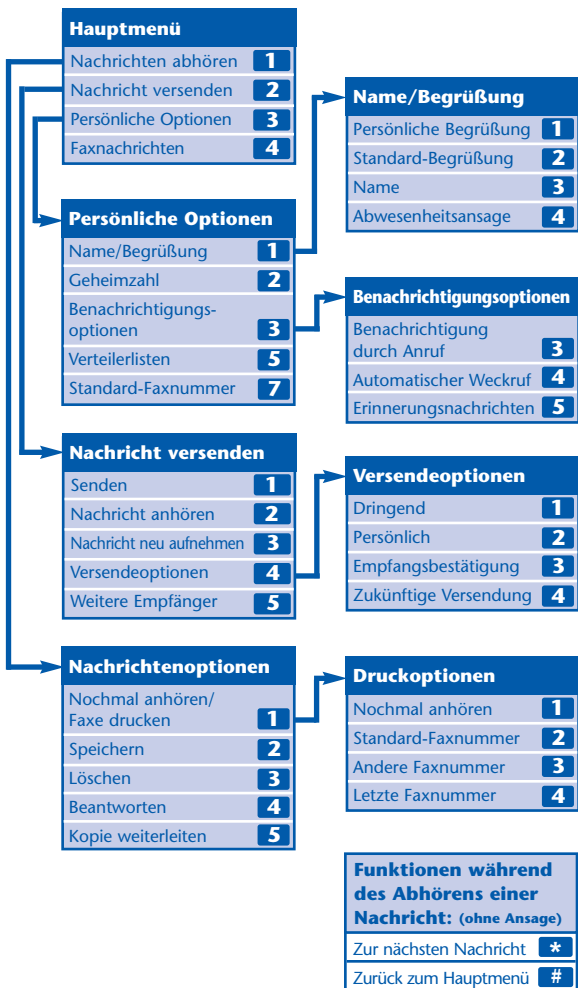 Hauptmenü
Nachrichten abhören 1
Nachricht versenden 2
Persönliche Optionen 3
Faxnachrichten 4
Name/Begrüßung
Persönliche Begrüßung 1
Standard-Begrüßung 2
Name 3
Abwesenheitsansage 4
Persönliche Optionen
Name/Begrüßung 1
Geheimzahl 2
Benachrichtigungs-
optionen 3
Verteilerlisten 5
Standard-Faxnummer 7
Benachrichtigungsoptionen
Benachrichtigung
durch Anruf 3
Automatischer Weckruf 4
Erinnerungsnachrichten 5
Nachricht versenden
Senden 1
Nachricht anhören 2
Nachricht neu aufnehmen 3
Versendeoptionen 4
Weitere Empfänger 5
Versendeoptionen
Dringend 1
Persönlich 2
Empfangsbestätigung 3
Zukünftige Versendung 4
Nachrichtenoptionen
Nochmal anhören/
Faxe drucken 1
Speichern 2
Löschen 3
Beantworten 4
Kopie weiterleiten 5
Druckoptionen
Nochmal anhören 1
Standard-Faxnummer 2
Andere Faxnummer 3
Letzte Faxnummer 4
Funktionen während
des Abhörens einer
Nachricht: (ohne Ansage)
Zur nächsten Nachricht *
Zurück zum Hauptmenü #